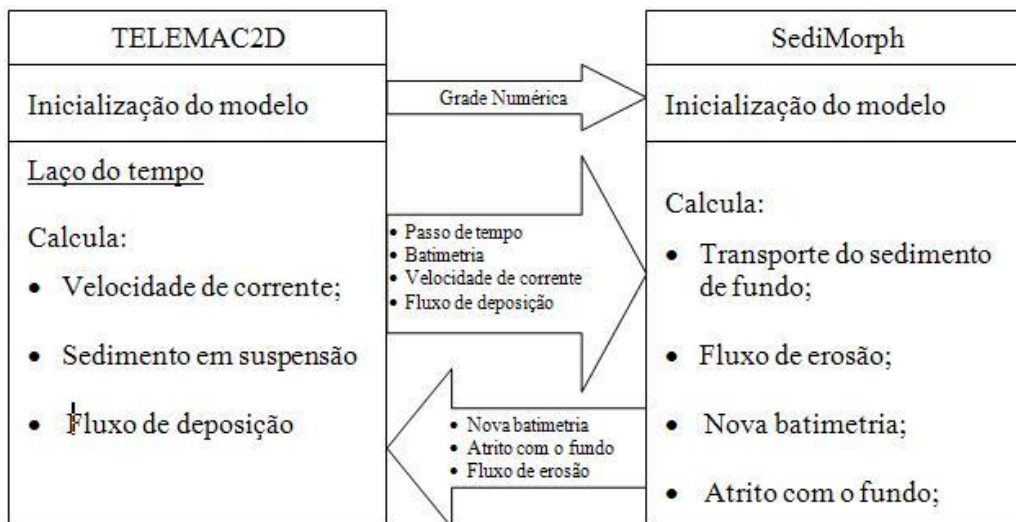 TELEMAC2D
Inicialização do modelo
Laço do tempo
Calcula:
• Velocidade de corrente;
• Sedimento em suspensão
• Fluxo de deposição
Grade Numérica
• Passo de tempo
• Batimetria
• Velocidade de corrente
• Fluxo de deposição
• Nova batimetria
• Atrito com o fundo
• Fluxo de erosão
SediMorph
Inicialização do modelo
Calcula:
• Transporte do sedimento
de fundo;
• Fluxo de erosão;
• Nova batimetria;
• Atrito com o fundo;